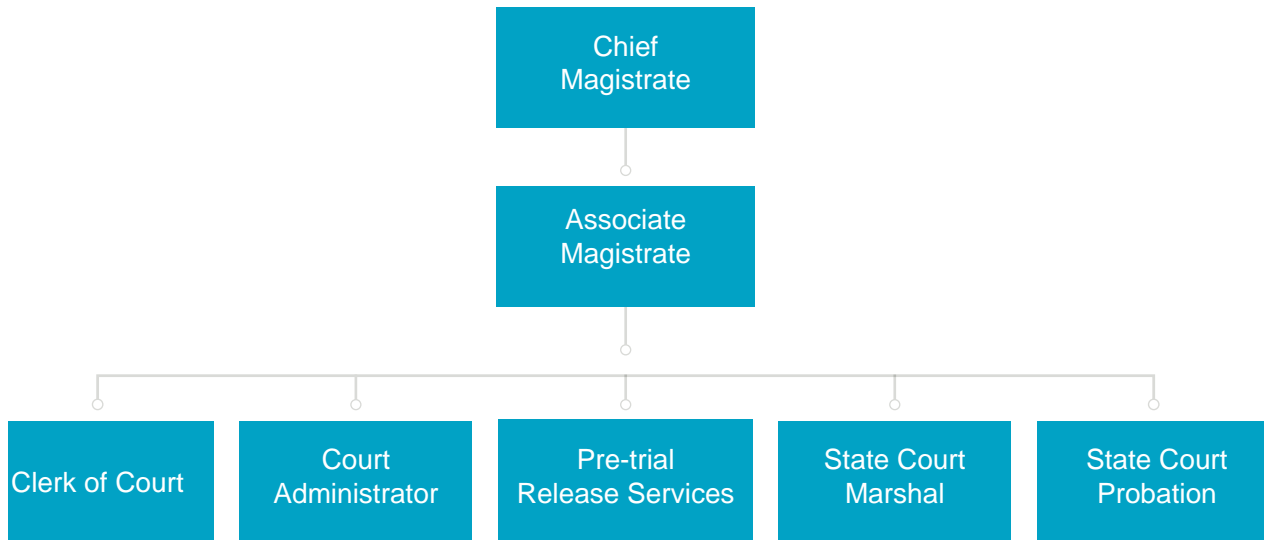 Chief
Magistrate
Associate
Magistrate
Clerk of Court
Court
Administrator
Pre-trial
Release Services
State Court
Marshal
State Court
Probation